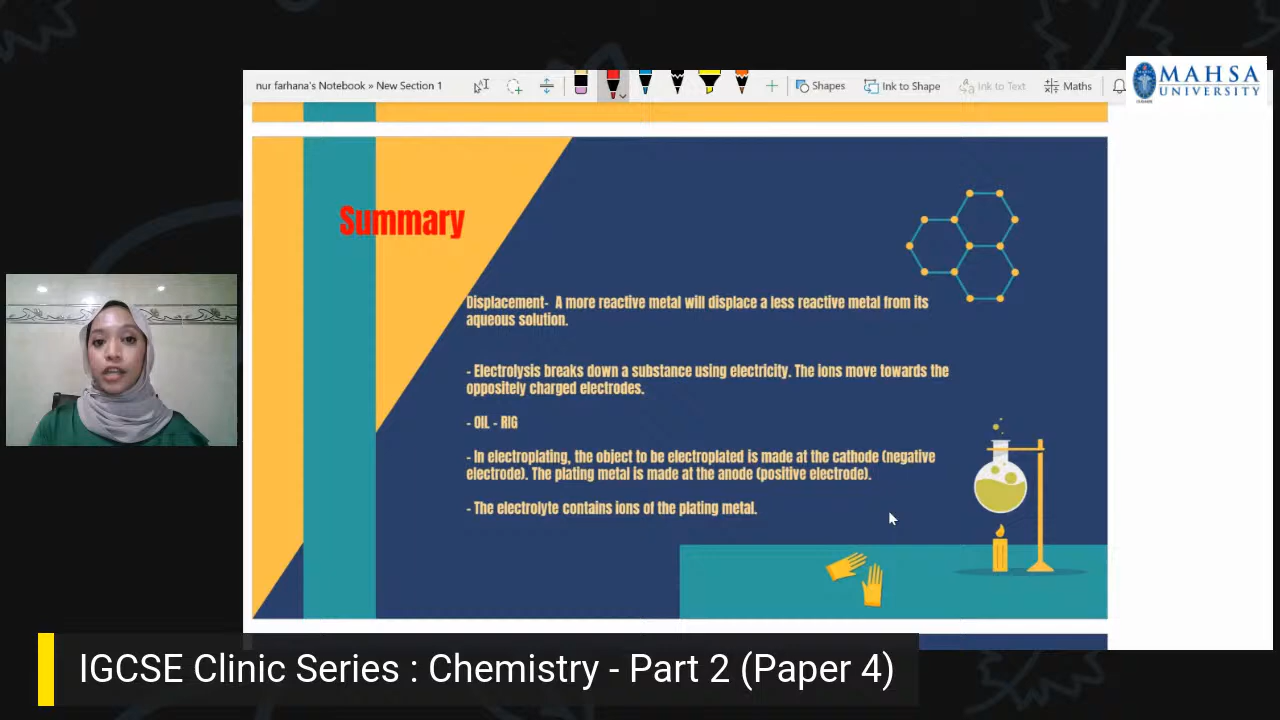 nur farhana's Notebook » New Section 1
Shapes
Ink to Shape
Ink to Text
Maths
MAHSA
UNIVERSITY
Summary
Displacement- A more reactive metal will displace a less reactive metal from its
aqueous solution.
- Electrolysis breaks down a substance using electricity. The ions move towards the
oppositely charged electrodes.
- OIL - RIG
- In electroplating, the object to be electroplated is made at the cathode (negative
electrode). The plating metal is made at the anode (positive electrode).
- The electrolyte contains ions of the plating metal.
IGCSE Clinic Series : Chemistry - Part 2 (Paper 4)